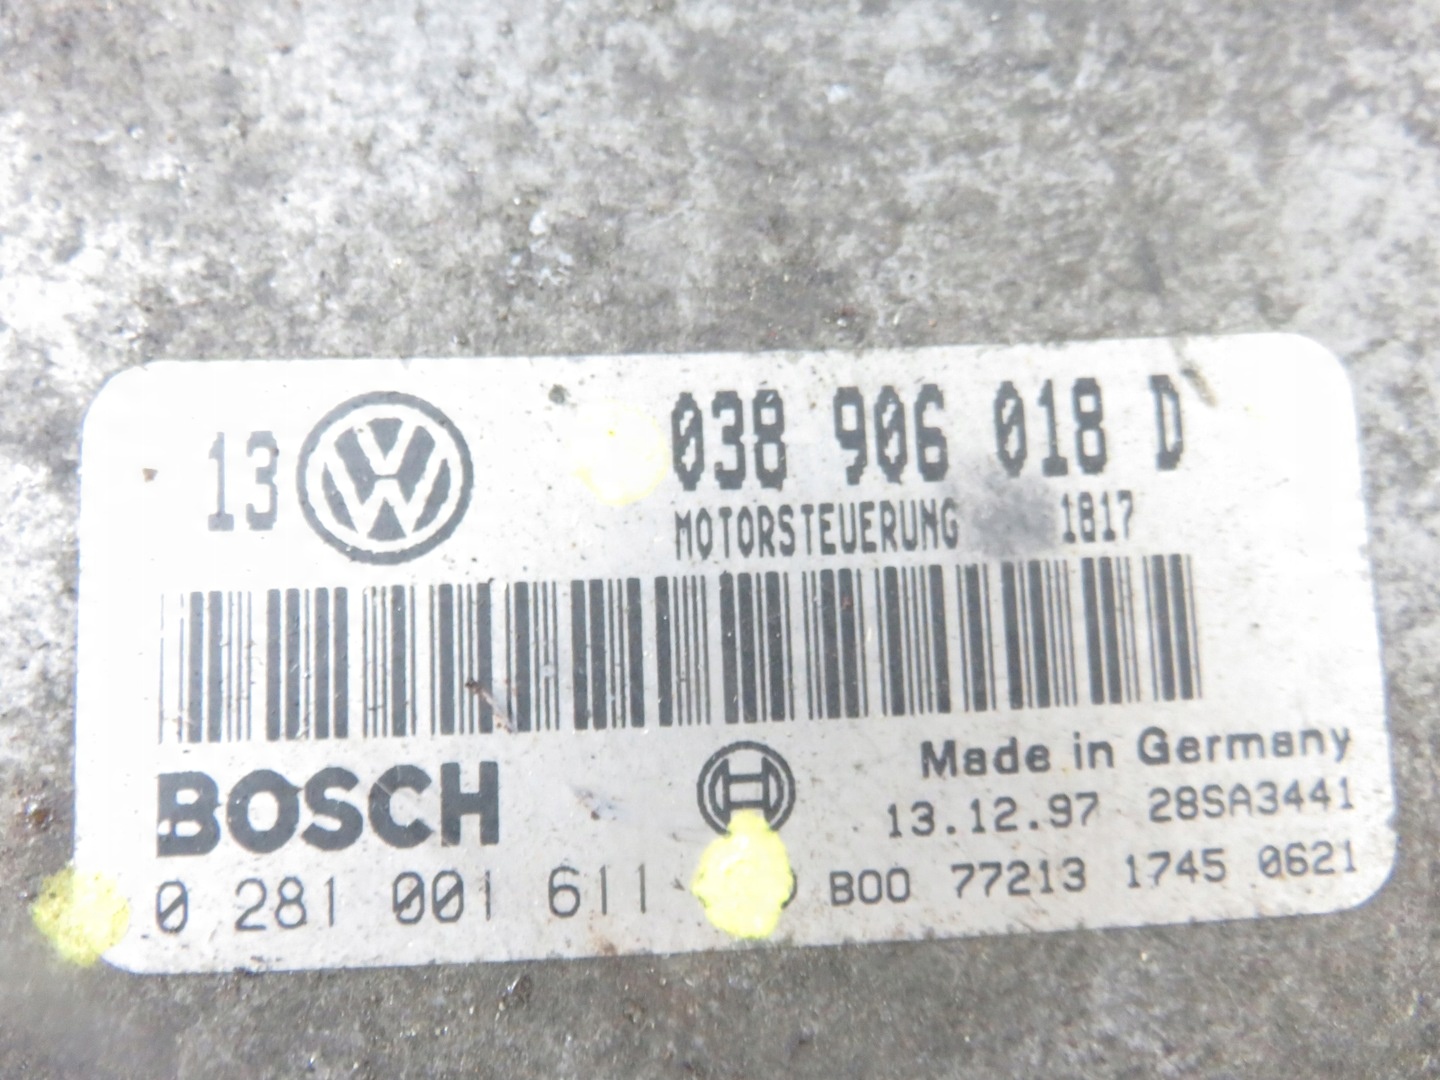 13 VW 038 906 018 D
MOTORSTEUERUNG 1817
Made in Germany
BOSCH
13.12.97 28SA3441
0 281 001 611 B00 77213 1745 0621